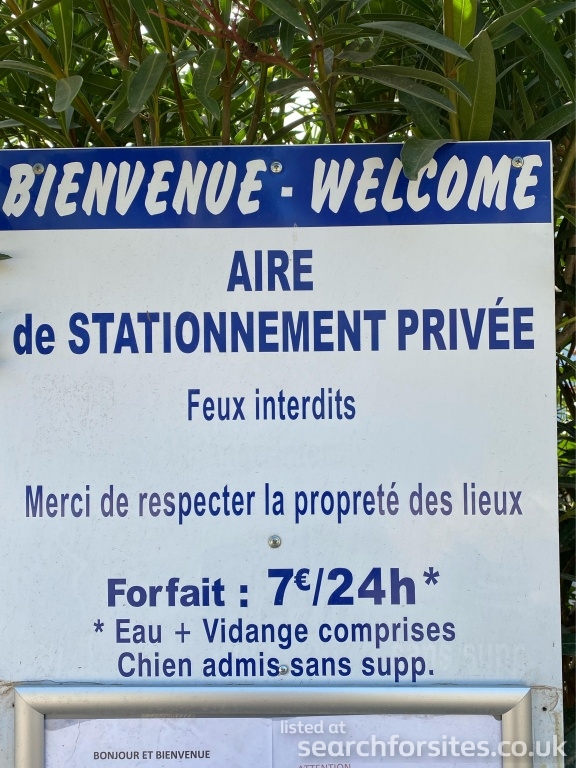 BIENVENUE - WELCOME
AIRE
de STATIONNEMENT PRIVÉE
Feux interdits
Merci de respecter la propreté des lieux
Forfait : 7€/24h*
* Eau + Vidange comprises
Chien admis sans supp.
BONJOUR ET BIENVENUE
ATTENTION
listed at
searchforsites.co.uk